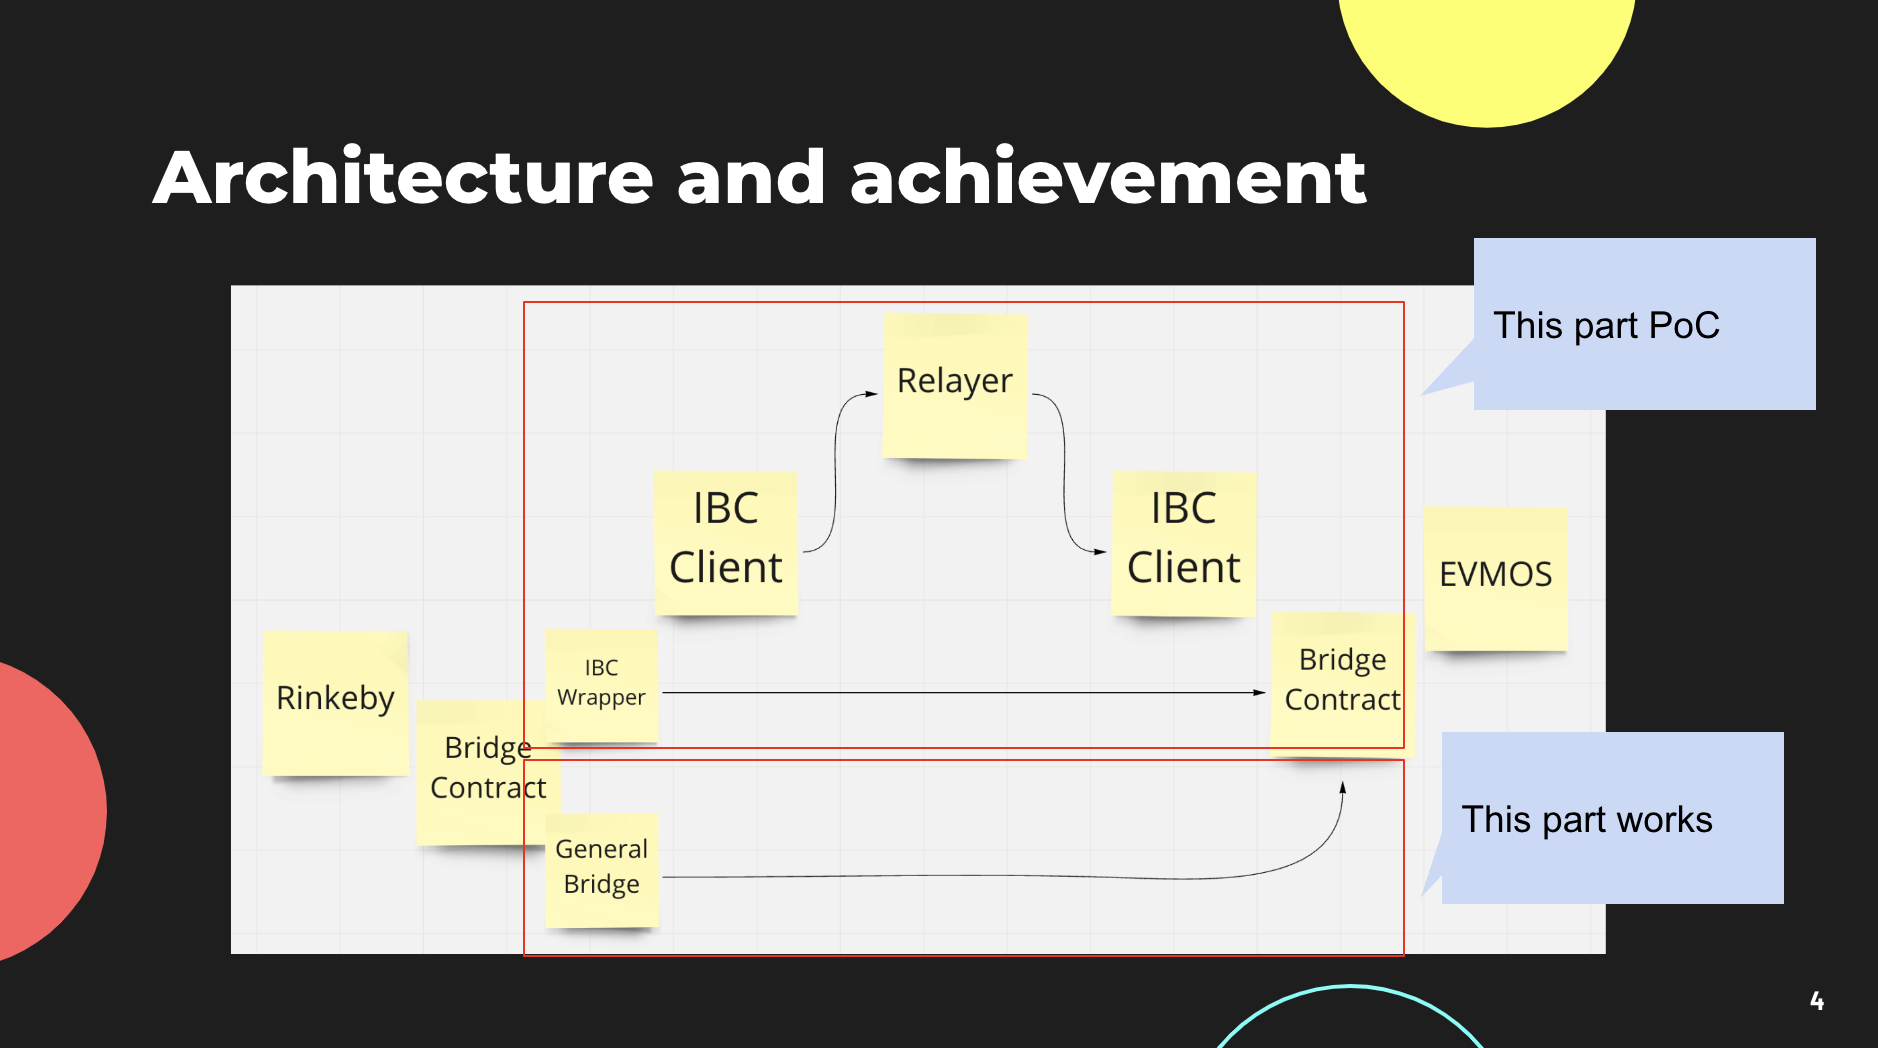 Architecture and achievement
This part PoC
Relayer
IBC
Client
IBC
Client
EVMOS
IBC
Wrapper
Bridge
Contract
Rinkeby
Bridge
Contract
This part works
General
Bridge
4